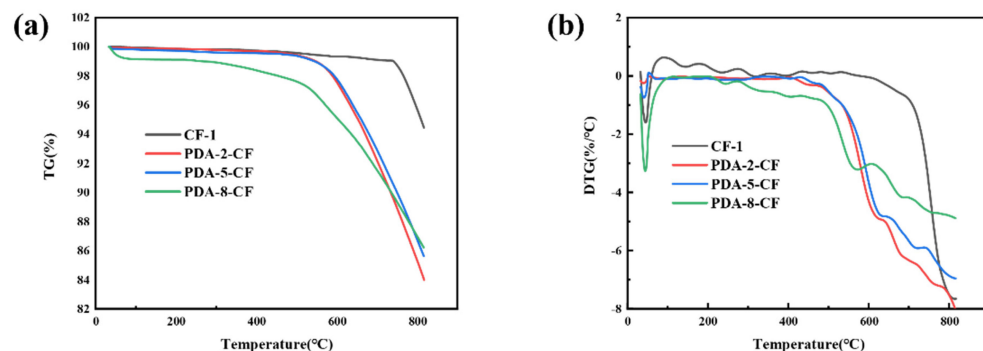 (a)
102
100
98
96
94
92
90
88
86
84
82
TG(%)
CF-1
PDA-2-CF
PDA-5-CF
PDA-8-CF
0
200
400
600
800
Temperature(℃)
(b)
2
0
-2
-4
-6
-8
DTG(%/℃)
CF-1
PDA-2-CF
PDA-5-CF
PDA-8-CF
0
200
400
600
800
Temperature(℃)